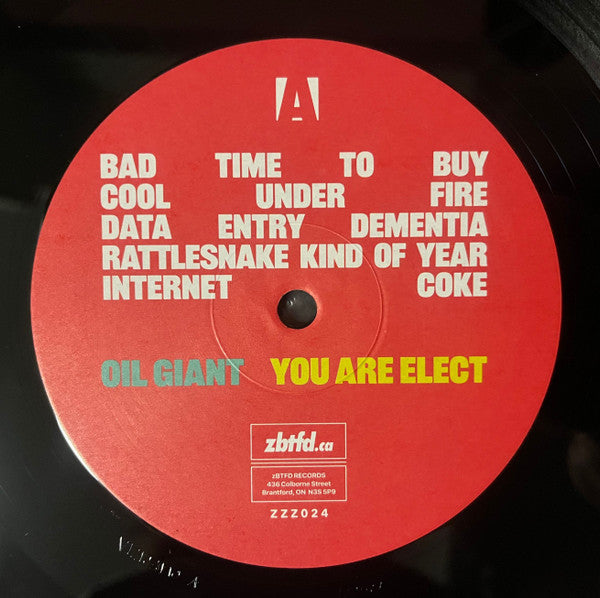 A
BAD TIME TO BUY
COOL UNDER FIRE
DATA ENTRY DEMENTIA
RATTLESNAKE KIND OF YEAR
INTERNET COKE
OIL GIANT YOU ARE ELECT
zbtfd.ca
zBTFD RECORDS
436 Colborne Street
Brantford, ON N3S 5P9
ZZZ024